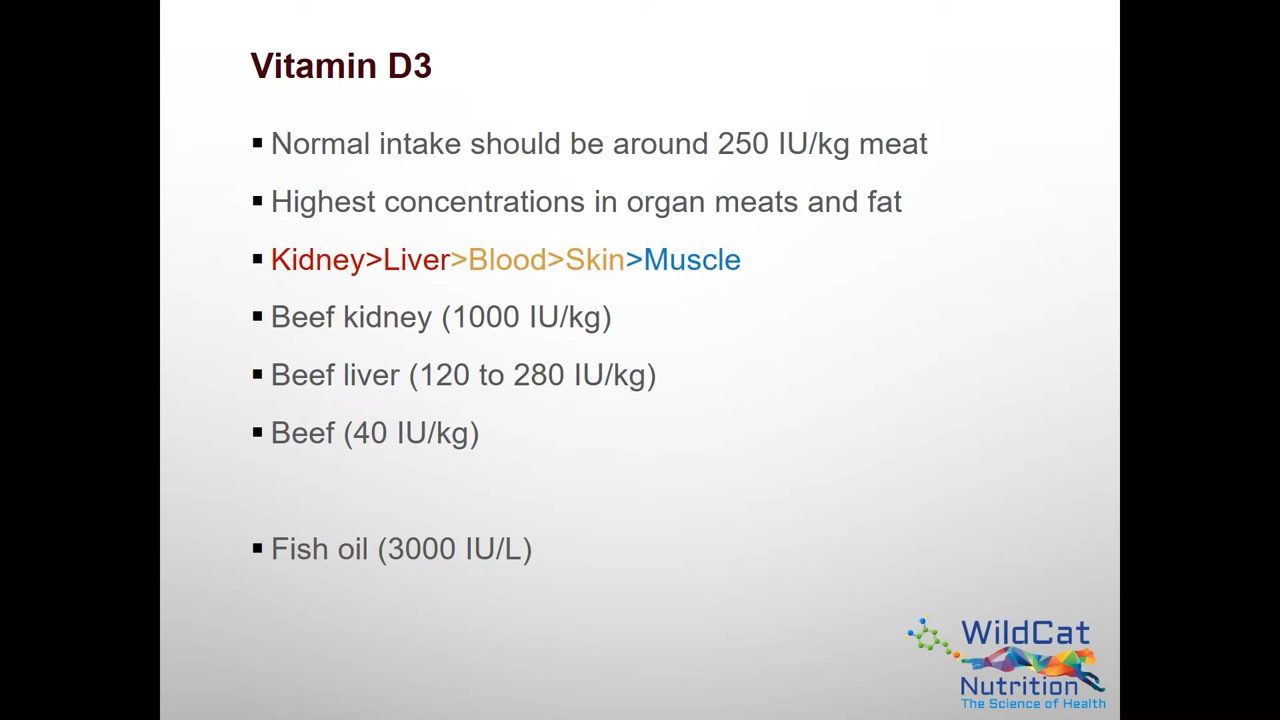 Vitamin D3
▪ Normal intake should be around 250 IU/kg meat
▪ Highest concentrations in organ meats and fat
▪ Kidney>Liver>Blood>Skin>Muscle
▪ Beef kidney (1000 IU/kg)
▪ Beef liver (120 to 280 IU/kg)
▪ Beef (40 IU/kg)
▪ Fish oil (3000 IU/L)
WildCat
Nutrition
The Science of Health